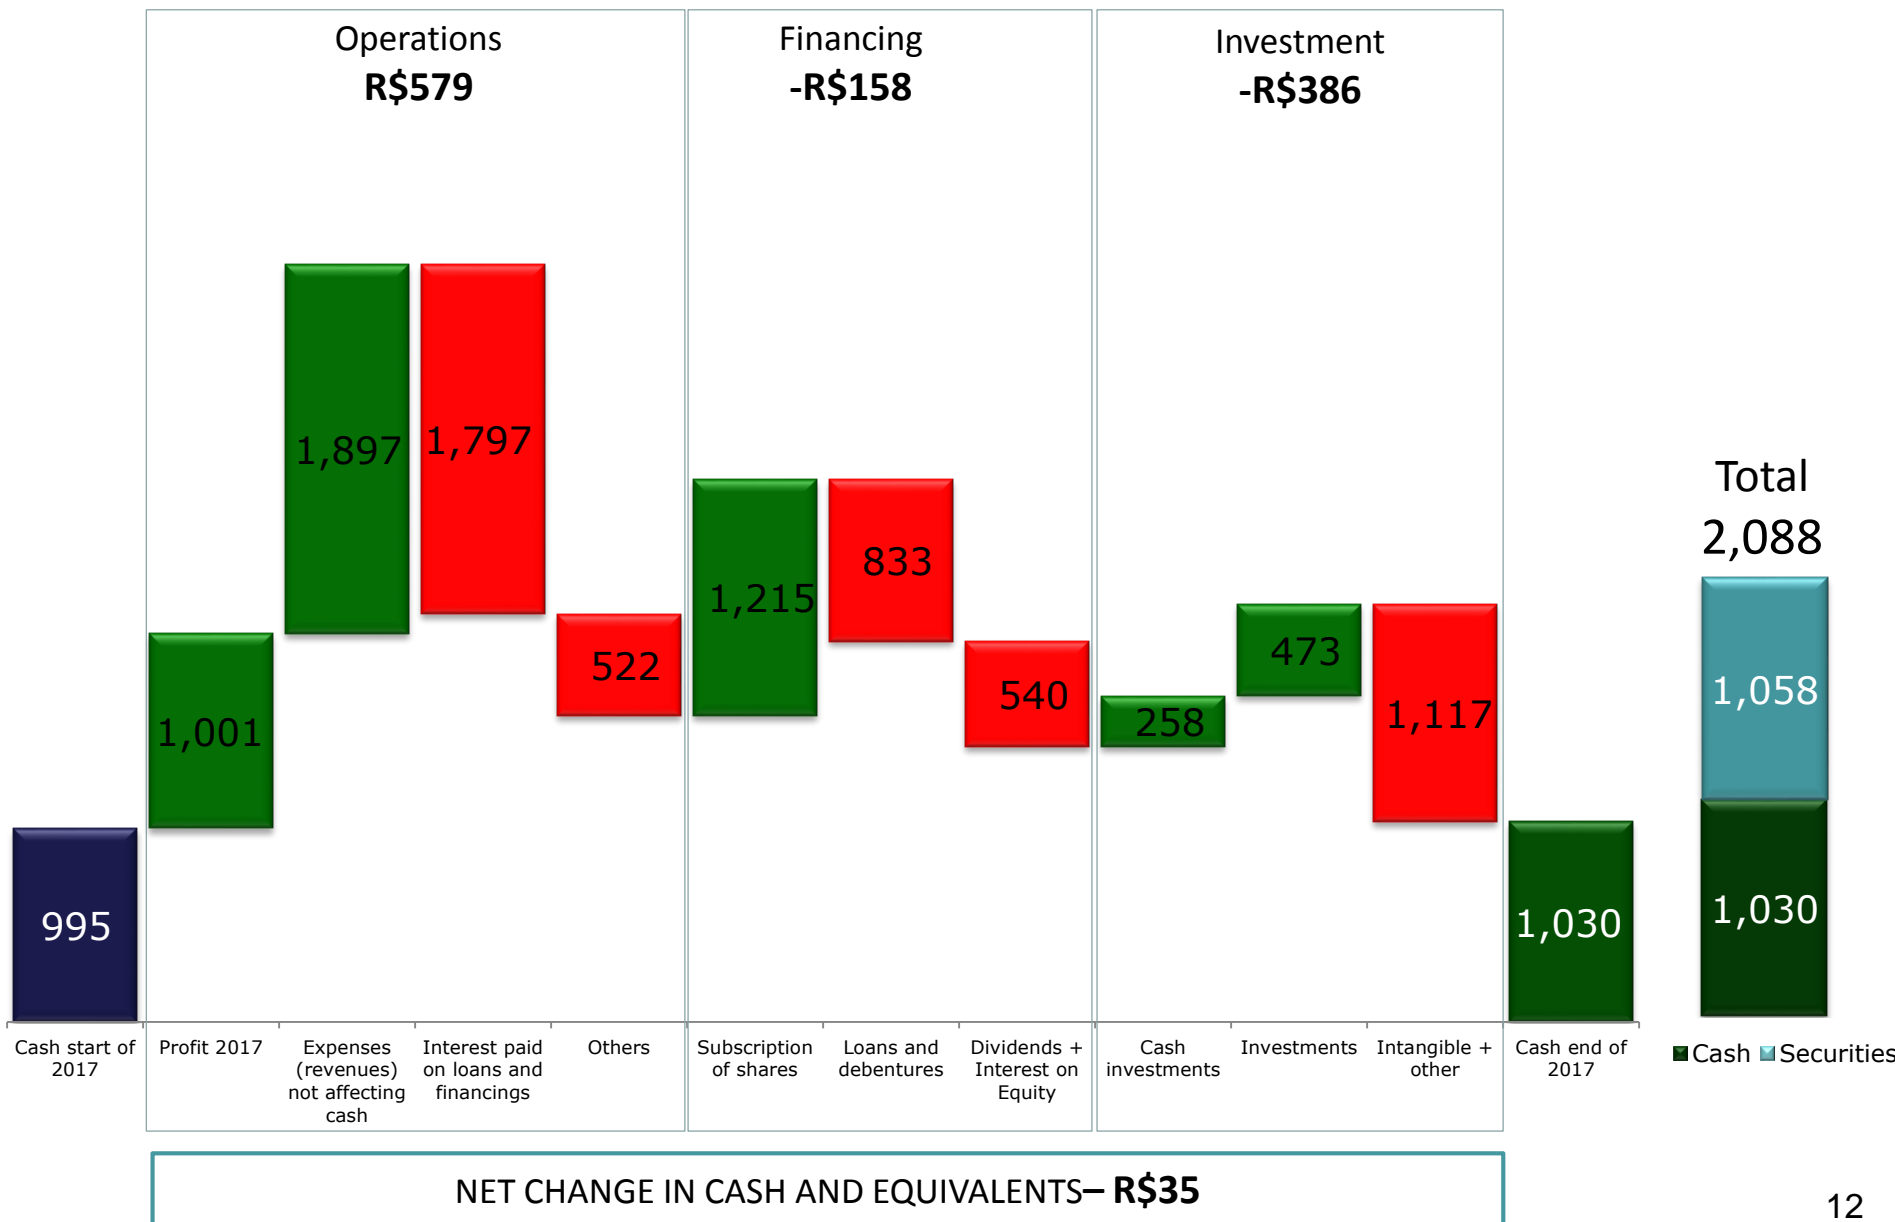 Operations
R$579
Financing
-R$158
Investment
-R$386
1,897
1,797
1,001
522
1,215
833
540
258
473
1,117
995
1,030
Total
2,088
1,058
1,030
Cash start of
2017
Profit 2017
Expenses
(revenues)
not affecting
cash
Interest paid
on loans and
financings
Others
Subscription
of shares
Loans and
debentures
Dividends +
Interest on
Equity
Cash
investments
Investments
Intangible +
other
Cash end of
2017
Cash Securities
NET CHANGE IN CASH AND EQUIVALENTS– R$35
12